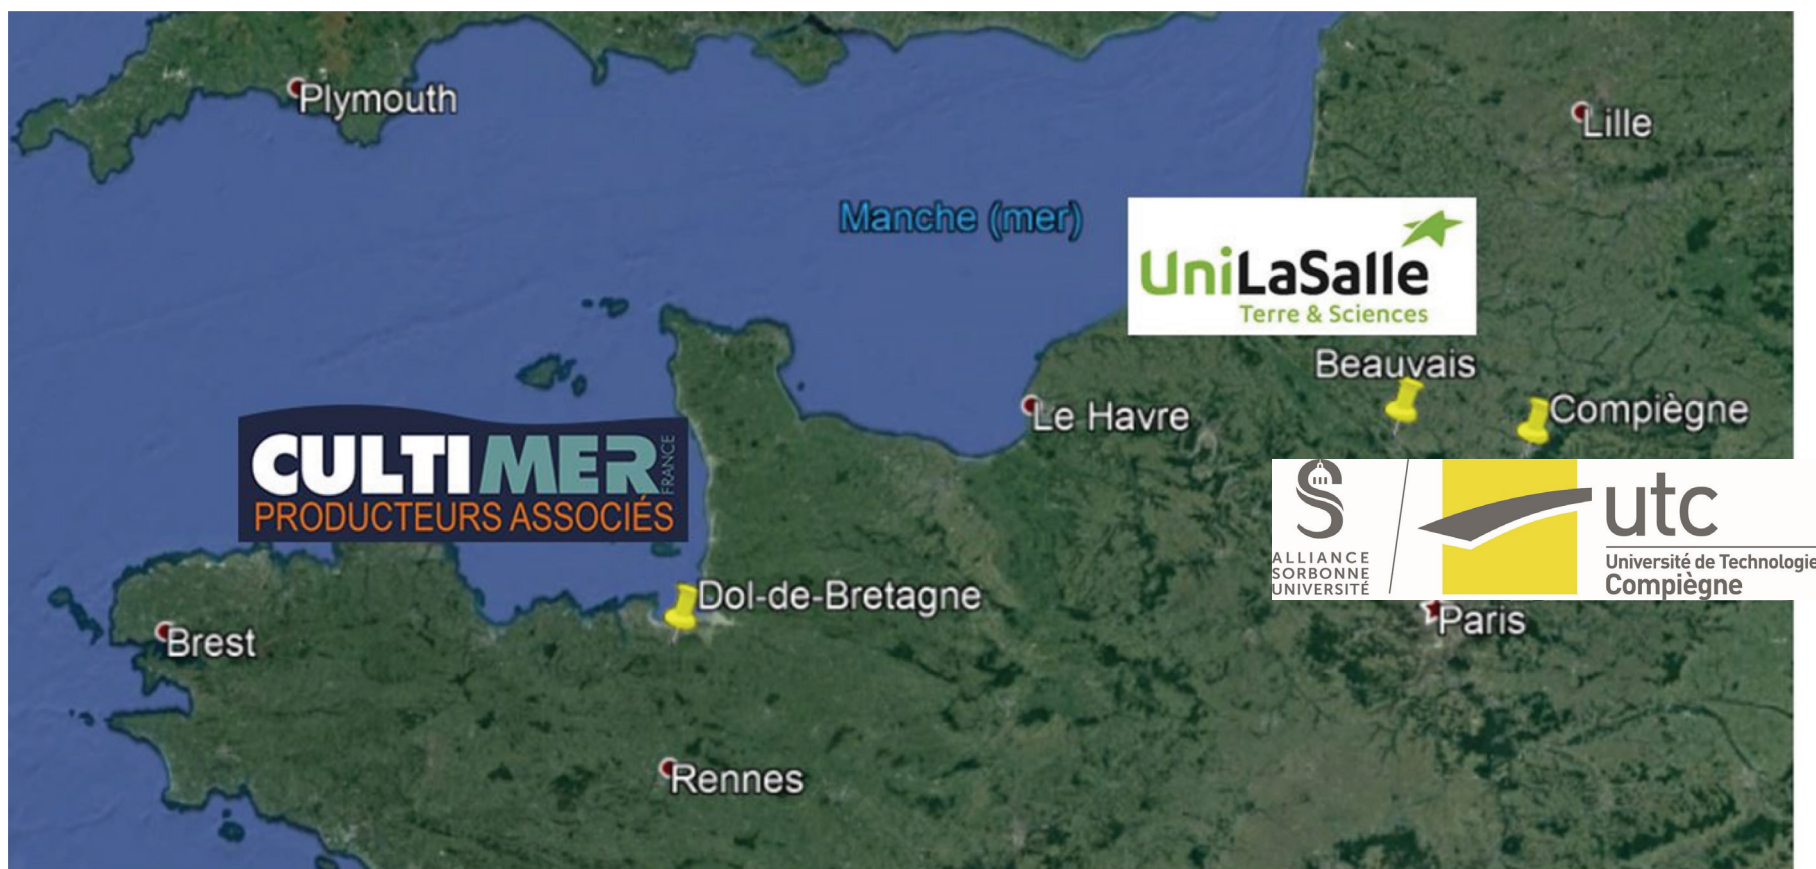 Plymouth
Lille
Manche (mer)
UniLaSalle
Terre & Sciences
Beauvais
Compiègne
Le Havre
CULTIMER
FRANCE
PRODUCTEURS ASSOCIÉS
S
ALLIANCE
SORBONNE
UNIVERSITÉ
utc
Université de Technologie
Compiègne
Dol-de-Bretagne
Paris
Brest
Rennes